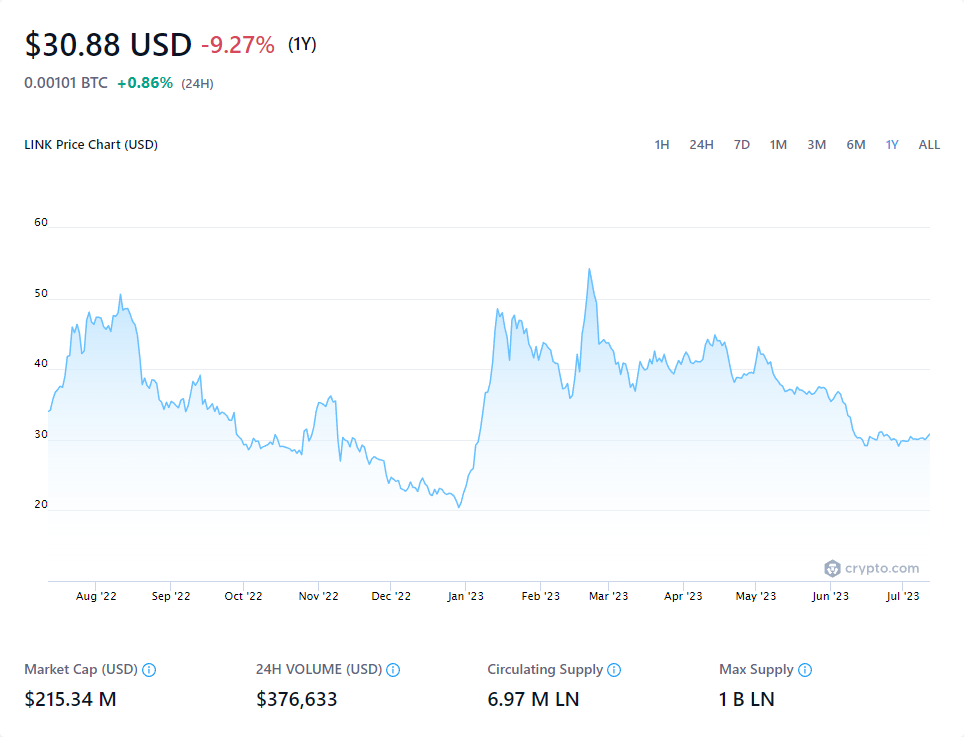 $30.88 USD -9.27% (1Y)
0.00101 BTC +0.86% (24H)
LINK Price Chart (USD) 1H 24H 7D 1M 3M 6M 1Y ALL
60
50
40
30
20
crypto.com
Aug '22 Sep '22 Oct '22 Nov '22 Dec '22 Jan '23 Feb '23 Mar '23 Apr '23 May '23 Jun '23 Jul '23
Market Cap (USD) 24H VOLUME (USD) Circulating Supply Max Supply
$215.34 M $376,633 6.97 M LN 1 B LN